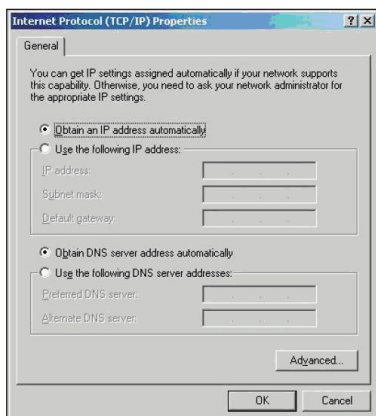 Internet Protocol (TCP/IP) Properties
General
You can get IP settings assigned automatically if your network supports
this capability. Otherwise, you need to ask your network administrator for
the appropriate IP settings.
Obtain an IP address automatically
Use the following IP address:
IP address:
Subnet mask:
Default gateway:
Obtain DNS server address automatically
Use the following DNS server addresses:
Preferred DNS server:
Alternate DNS server:
Advanced...
OK
Cancel